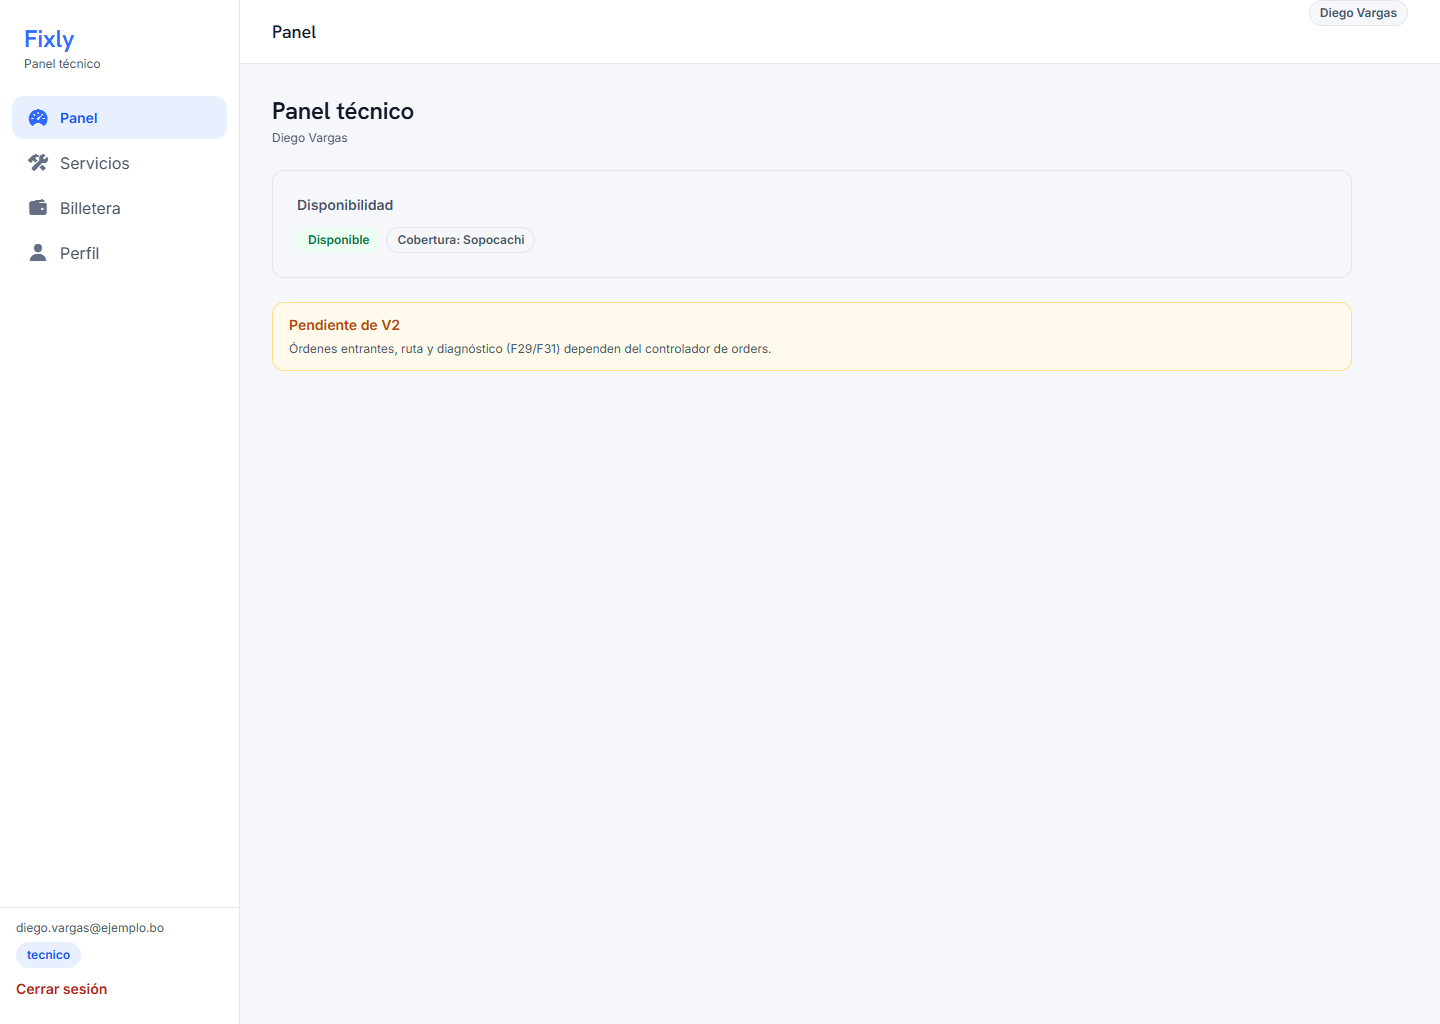 Fixly
Panel técnico
Panel
Servicios
Billetera
Perfil
diego.vargas@ejemplo.bo
tecnico
Cerrar sesión
Panel
Diego Vargas
Panel técnico
Diego Vargas
Disponibilidad
Disponible
Cobertura: Sopocachi
Pendiente de V2
Órdenes entrantes, ruta y diagnóstico (F29/F31) dependen del controlador de orders.